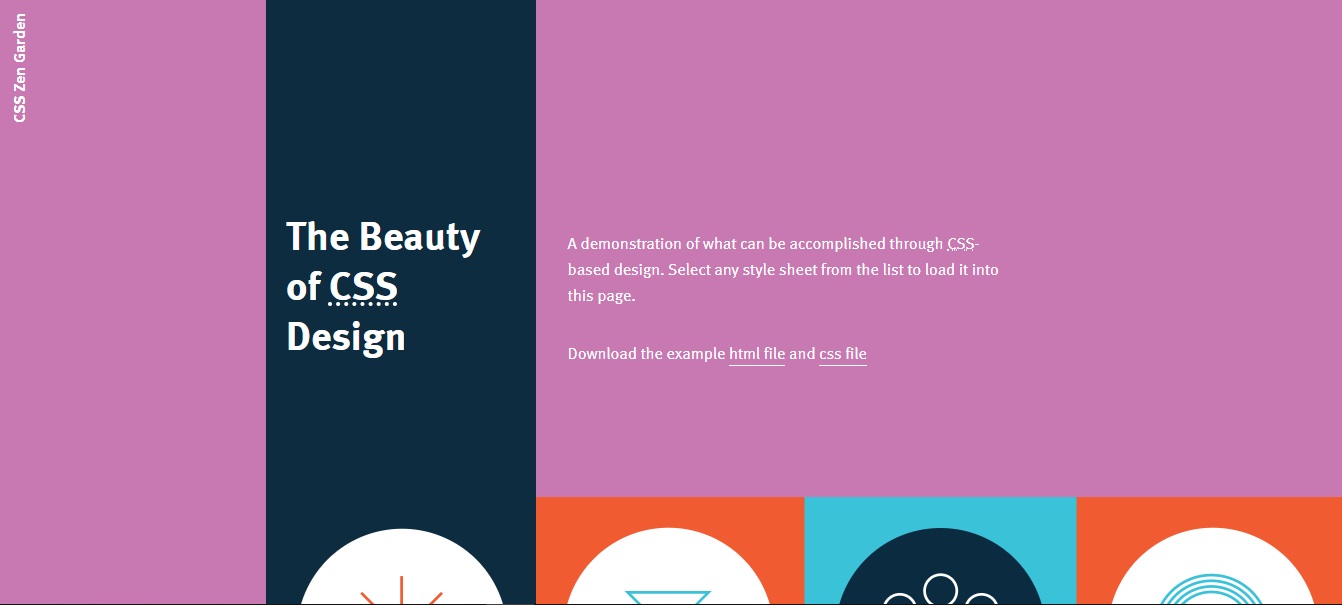 CSS Zen Garden
The Beauty
of CSS
Design
A demonstration of what can be accomplished through CSS-
based design. Select any style sheet from the list to load it into
this page.
Download the example html file and css file